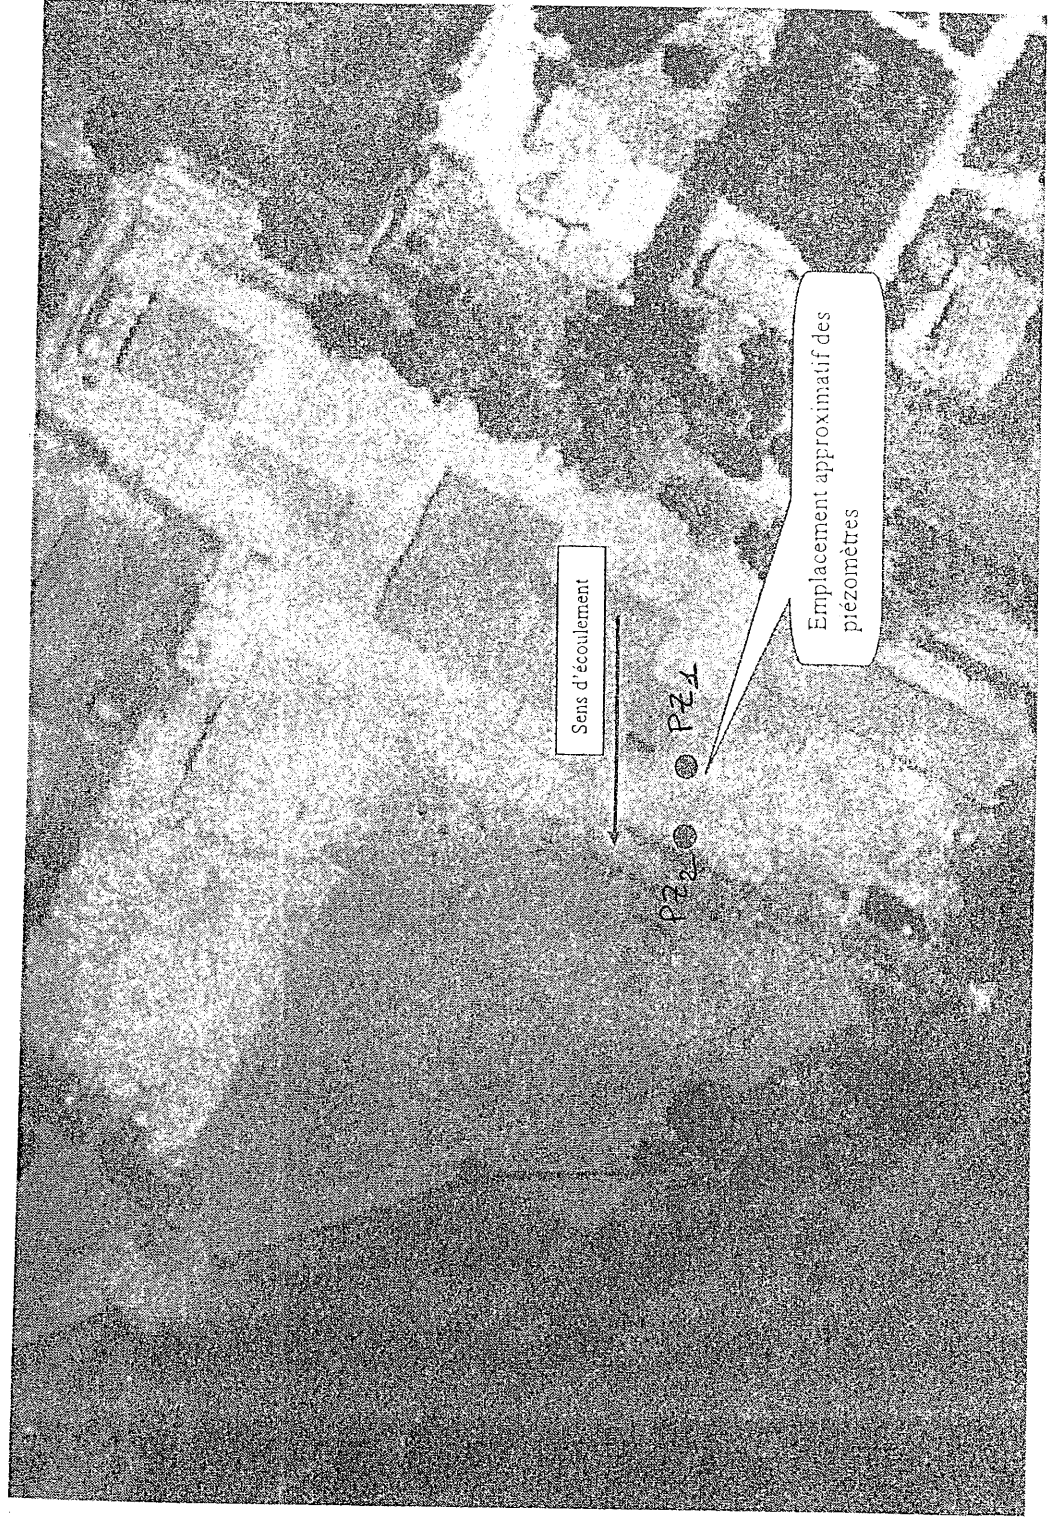 Sens d'écoulement
PZ1
PZ2
Emplacement approximatif des
piézomètres